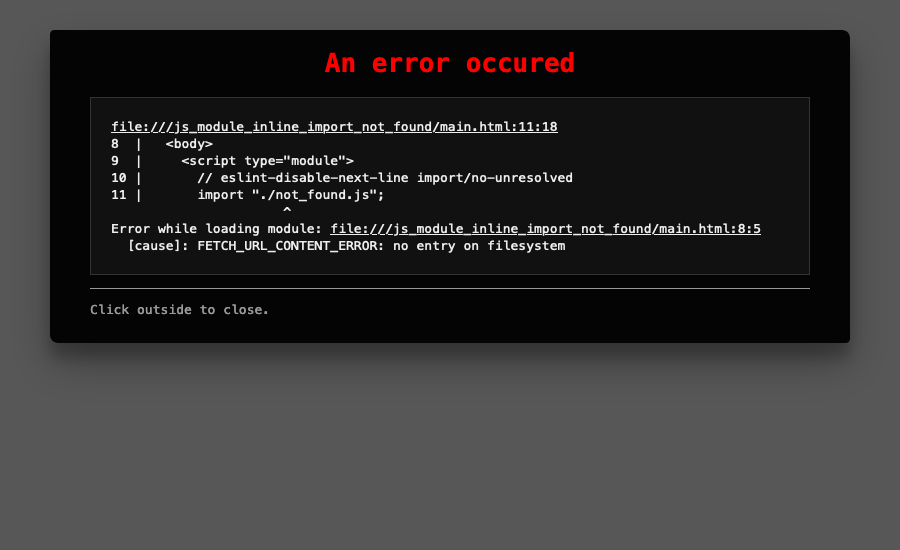 An error occured
file:///js_module_inline_import_not_found/main.html:11:18
8  |   <body>
9  |     <script type="module">
10 |       // eslint-disable-next-line import/no-unresolved
11 |       import "./not_found.js";
                      ^
Error while loading module: file:///js_module_inline_import_not_found/main.html:8:5
  [cause]: FETCH_URL_CONTENT_ERROR: no entry on filesystem
Click outside to close.